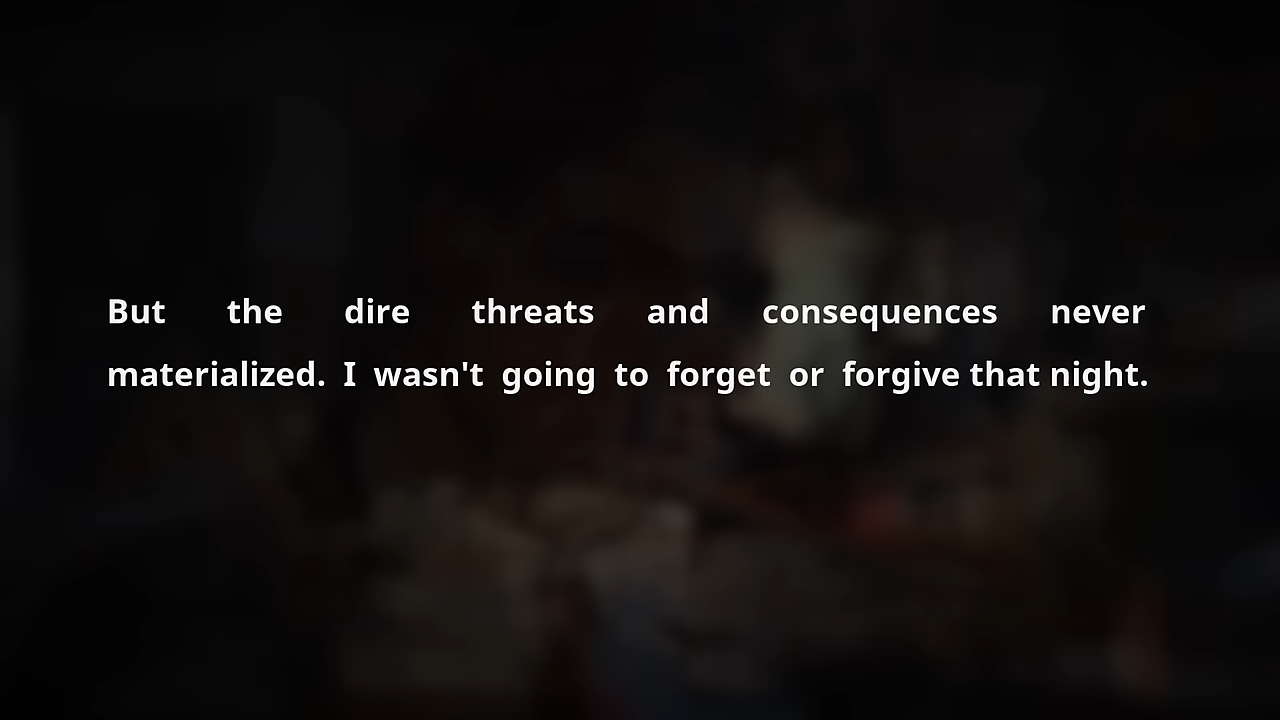 But the dire threats and consequences never
materialized. I wasn't going to forget or forgive that night.